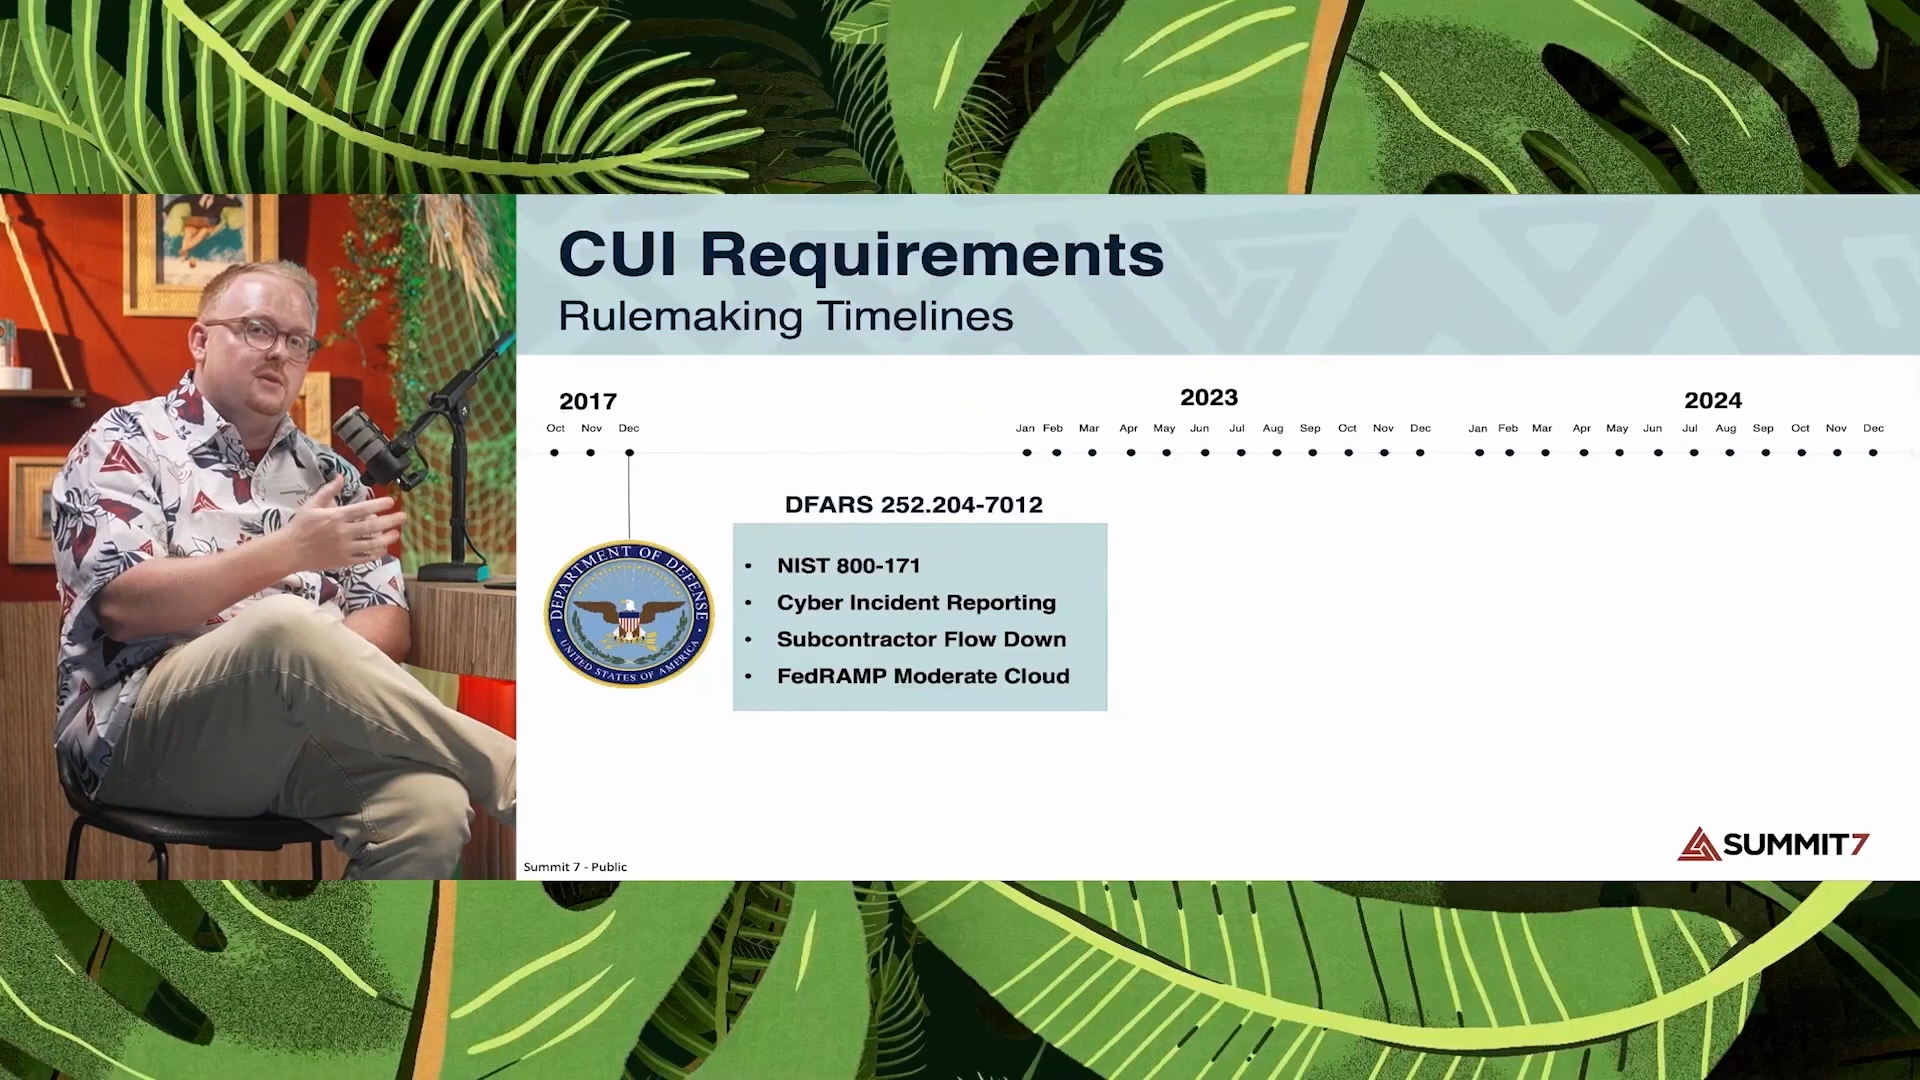 CUI Requirements
Rulemaking Timelines
2017
2023
2024
Oct Nov Dec
Jan Feb Mar Apr May Jun Jul Aug Sep Oct Nov Dec
Jan Feb Mar Apr May Jun Jul Aug Sep Oct Nov Dec
DFARS 252.204-7012
DEPARTMENT OF DEFENSE
UNITED STATES OF AMERICA
• NIST 800-171
• Cyber Incident Reporting
• Subcontractor Flow Down
• FedRAMP Moderate Cloud
SUMMIT 7
Summit 7 - Public